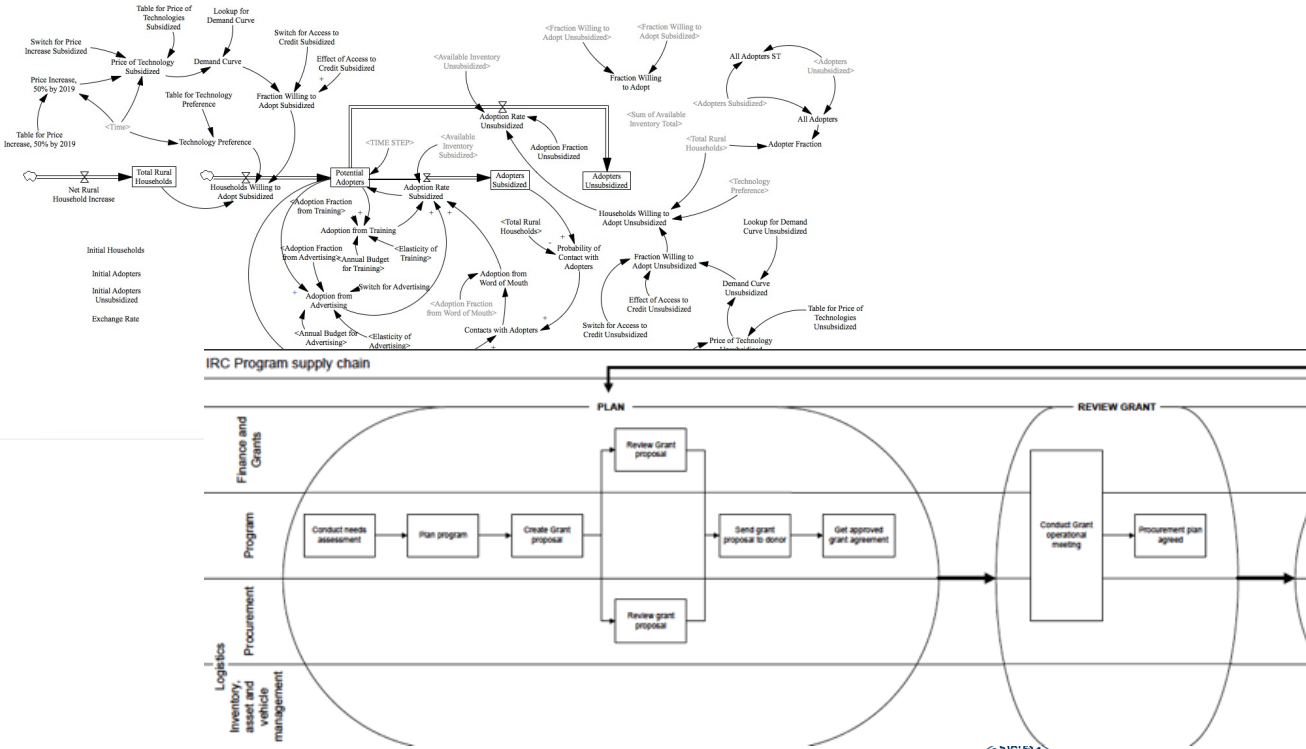 Table for Price of
Technologies
Subsidized
Lookup for
Demand Curve
Switch for Price
Increase Subsidized
Price of Technology
Subsidized
Demand Curve
Switch for Access to
Credit Subsidized
Effect of Access to
Credit Subsidized
+
Price Increase,
50% by 2019
Table for Technology
Preference
Fraction Willing to
Adopt Subsidized
<Time>
Table for Price
Increase, 50% by 2019
Technology Preference
Total Rural
Households
Net Rural
Household Increase
Households Willing to
Adopt Subsidized
Potential
Adopters
<TIME STEP>
<Available
Inventory
Subsidized>
Adoption Rate
Subsidized
Adopters
Subsidized
Adopters
Unsubsidized
<Available Inventory
Unsubsidized>
Adoption Rate
Unsubsidized
Adoption Fraction
Unsubsidized
<Fraction Willing to
Adopt Unsubsidized>
<Fraction Willing to
Adopt Subsidized>
Fraction Willing
to Adopt
<Sum of Available
Inventory Total>
All Adopters ST
<Adopters
Unsubsidized>
<Adopters Subsidized>
All Adopters
<Total Rural
Households>
Adopter Fraction
<Technology
Preference>
Households Willing to
Adopt Unsubsidized
Lookup for Demand
Curve Unsubsidized
Fraction Willing to
Adopt Unsubsidized
Demand Curve
Unsubsidized
Effect of Access to
Credit Unsubsidized
Switch for Access to
Credit Unsubsidized
Table for Price of
Technologies
Unsubsidized
Price of Technology
Unsubsidized
<Adoption Fraction
from Training>
+
Adoption from Training
+
+
<Adoption Fraction
from Advertising>
<Annual Budget
for Training>
<Elasticity of
Training>
Switch for Advertising
+
Adoption from
Advertising
<Annual Budget for
Advertising>
<Elasticity of
Advertising>
<Total Rural
Households>
-
+
Probability of
Contact with
Adopters
Adoption from
Word of Mouth
<Adoption Fraction
from Word of Mouth>
Contacts with Adopters
+
+
Initial Households
Initial Adopters
Initial Adopters
Unsubsidized
Exchange Rate
IRC Program supply chain
PLAN
REVIEW GRANT
Finance and
Grants
Review Grant
proposal
Program
Conduct needs
assessment
Plan program
Create Grant
proposal
Send grant
proposal to donor
Get approved
grant agreement
Conduct Grant
operational
meeting
Procurement plan
agreed
Logistics
Procurement
Review grant
proposal
Inventory,
asset and
vehicle
management